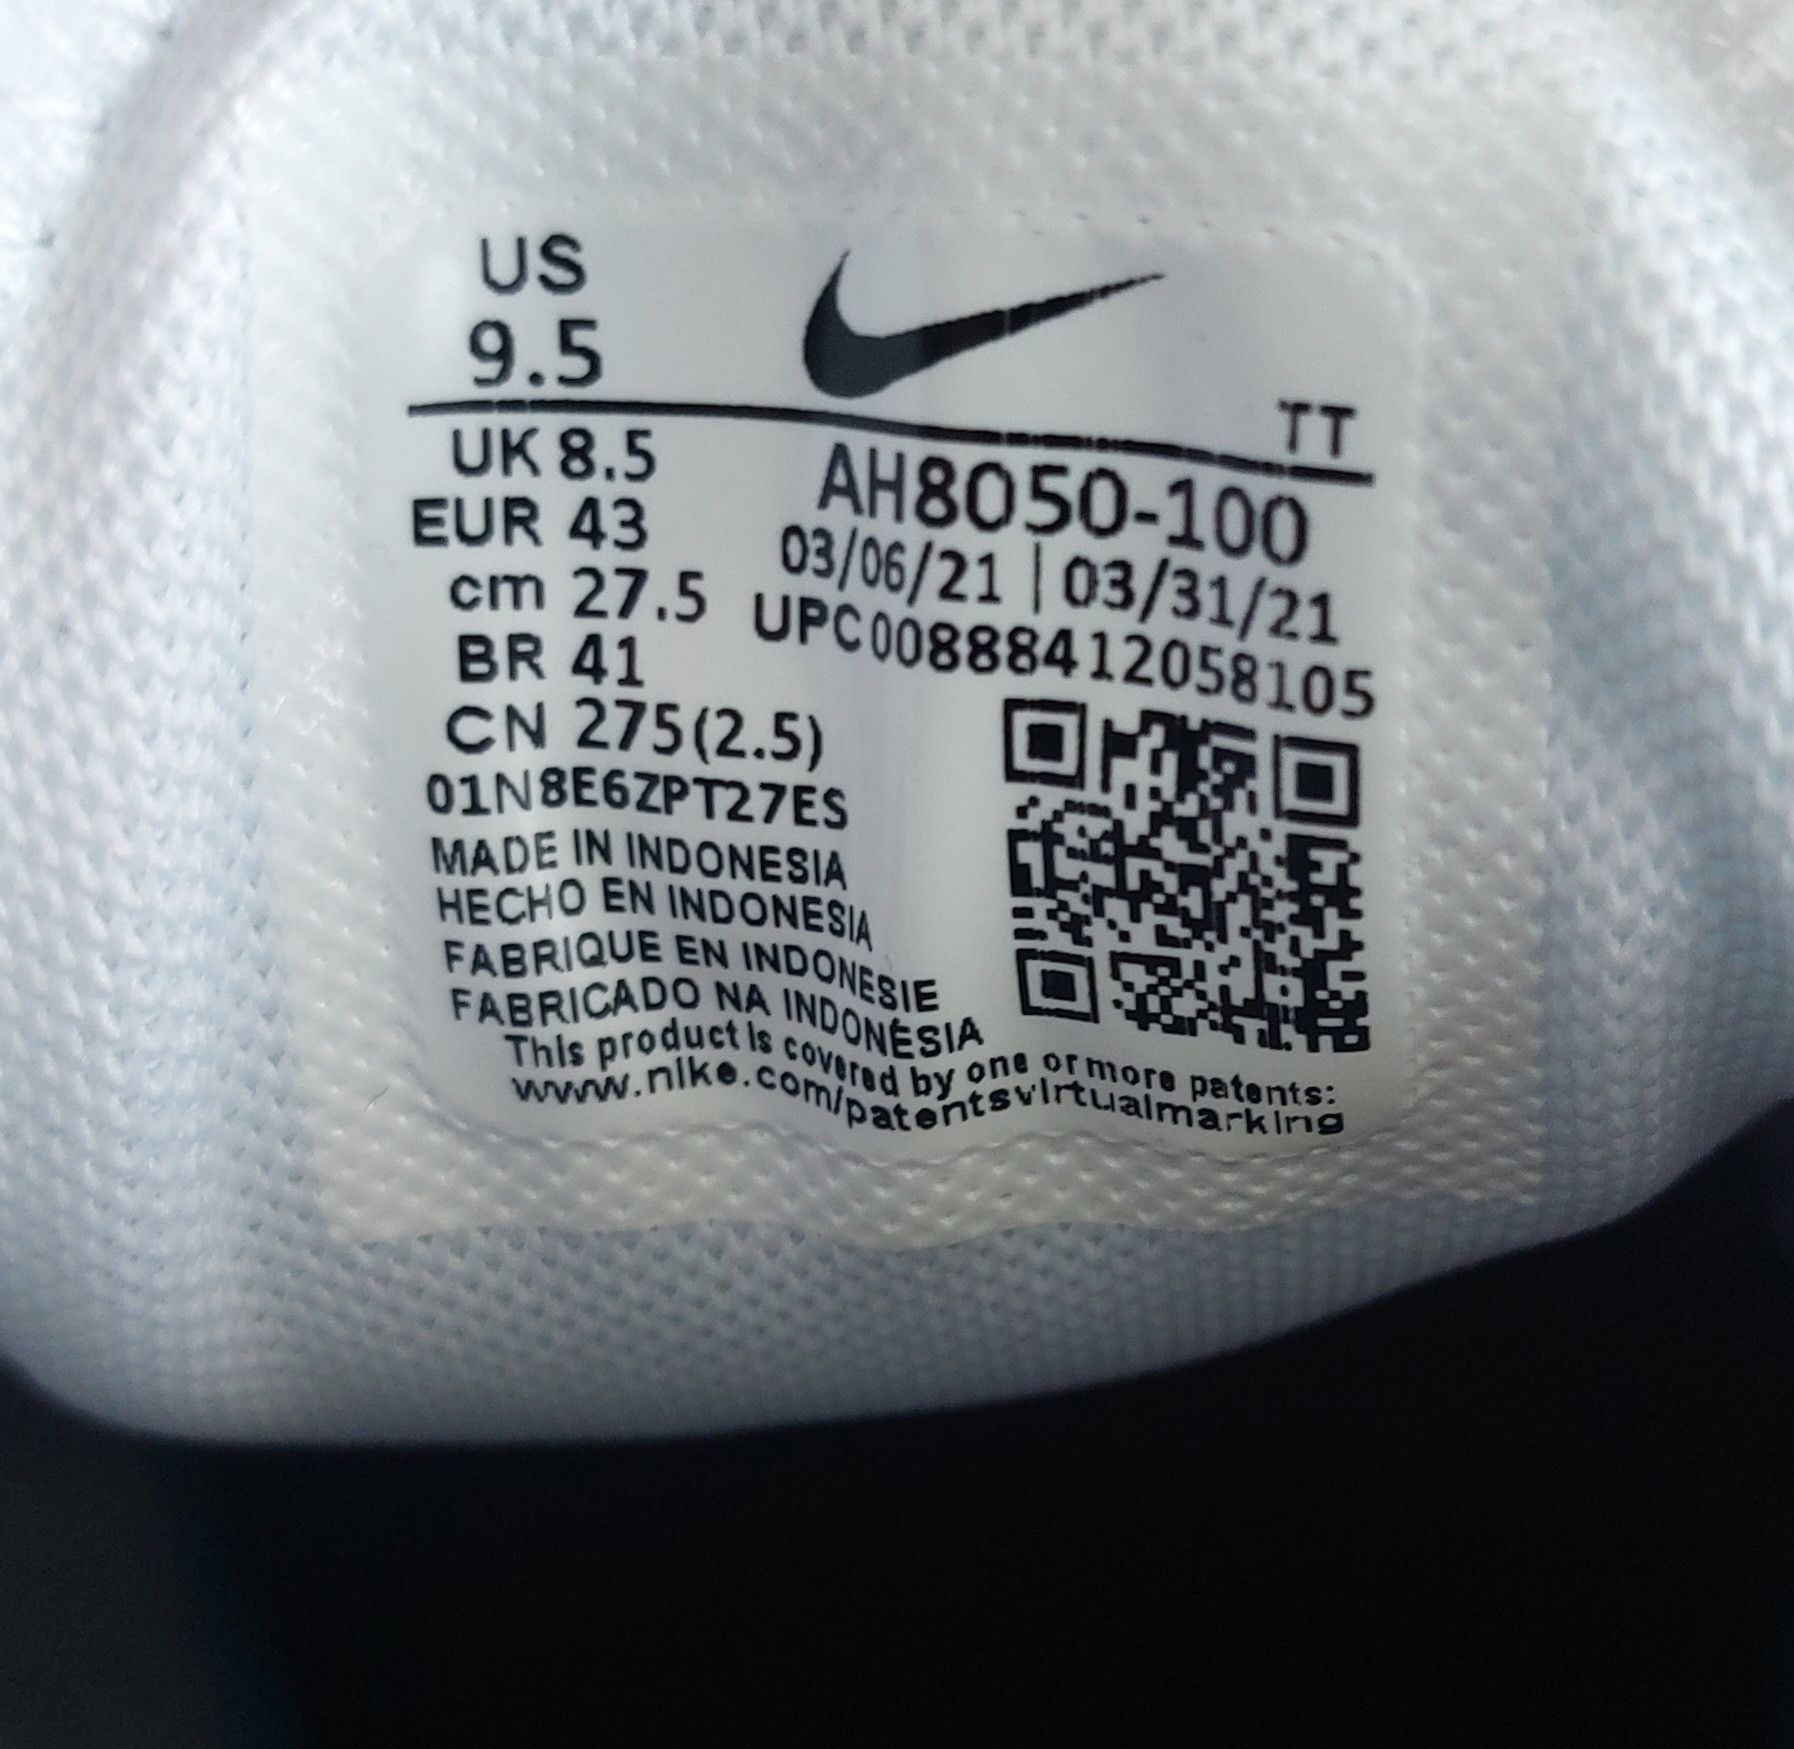 US
9.5
TT
UK 8.5
EUR 43
cm 27.5
BR 41
CN 275(2.5)
AH8050-100
03/06/21 | 03/31/21
UPC00888412058105
01N8E6ZPT27ES
MADE IN INDONESIA
HECHO EN INDONESIA
FABRIQUE EN INDONESIE
FABRICADO NA INDONÉSIA
This product is covered by one or more patents:
www.nike.com/patentsvirtualmarking